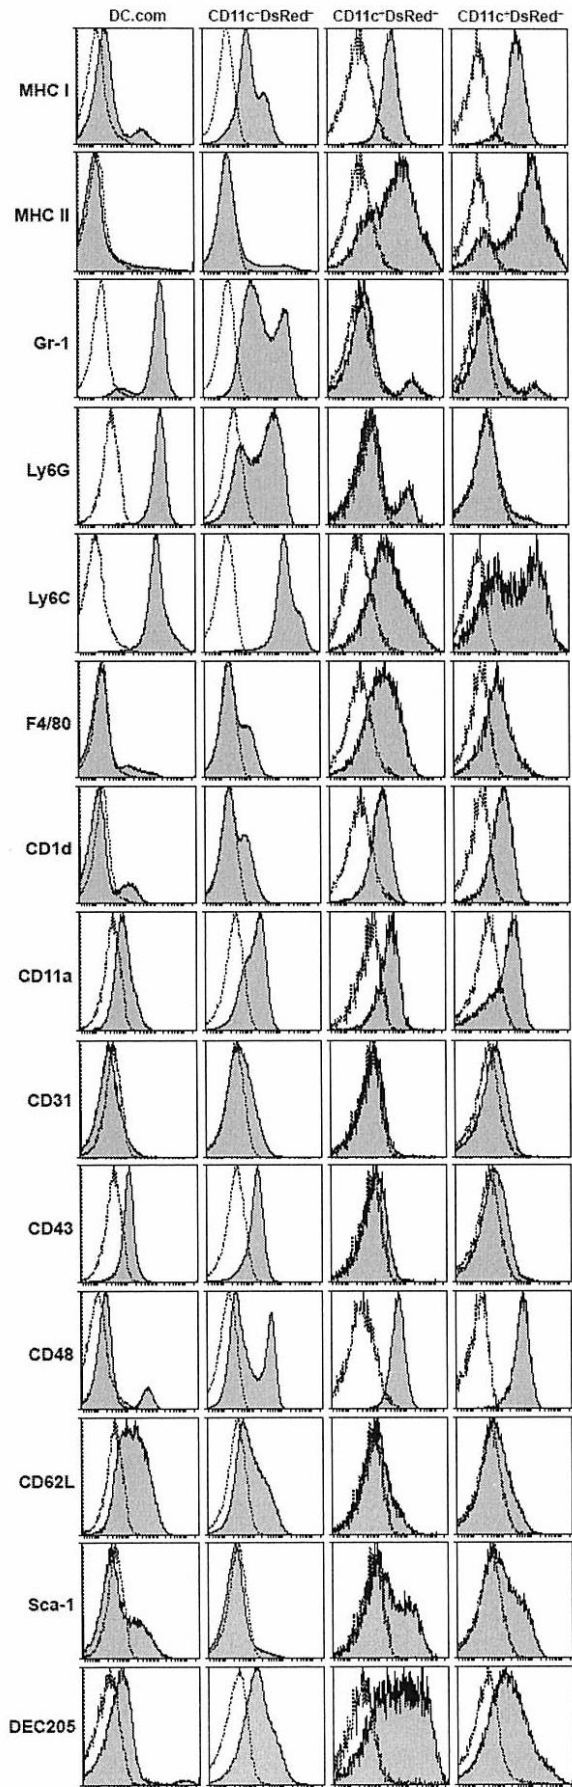 DC.com CD11c⁻DsRed⁻ CD11c⁺DsRed⁻ CD11c⁺DsRed⁻
MHC I
MHC II
Gr-1
Ly6G
Ly6C
F4/80
CD1d
CD11a
CD31
CD43
CD48
CD62L
Sca-1
DEC205